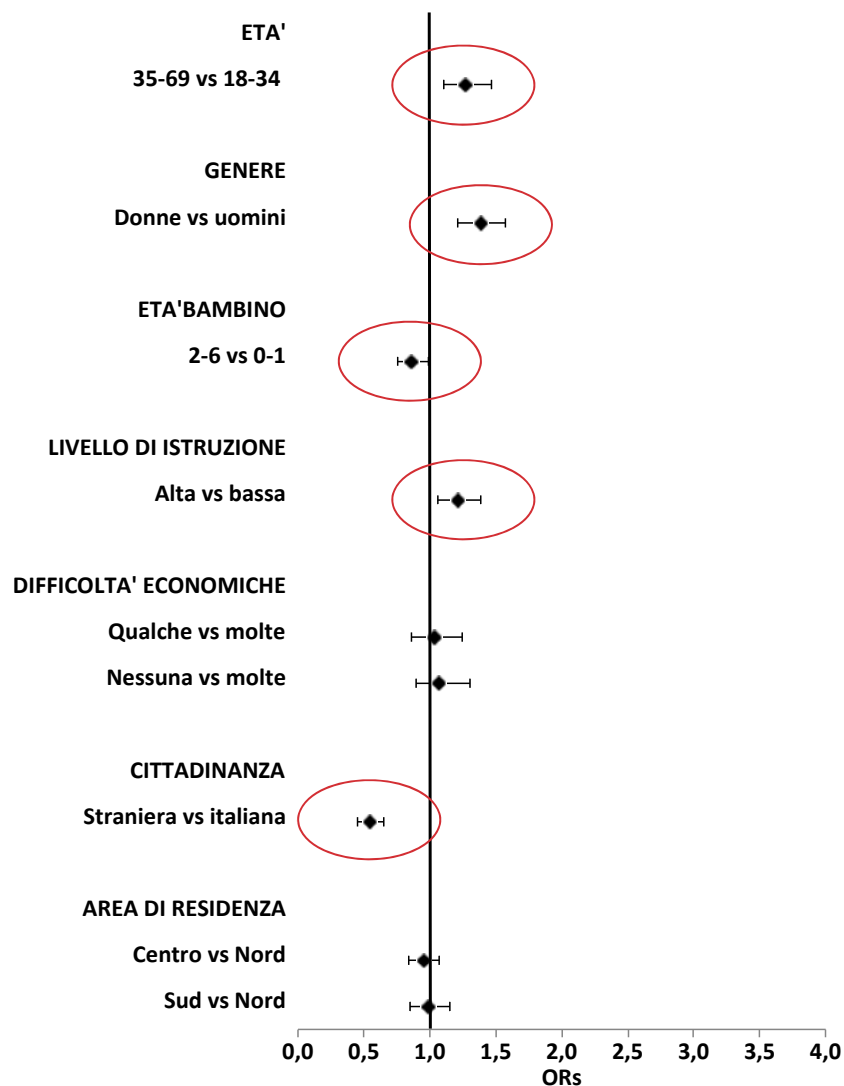 ETA'
35-69 vs 18-34
GENERE
Donne vs uomini
ETA'BAMBINO
2-6 vs 0-1
LIVELLO DI ISTRUZIONE
Alta vs bassa
DIFFICOLTA' ECONOMICHE
Qualche vs molte
Nessuna vs molte
CITTADINANZA
Straniera vs italiana
AREA DI RESIDENZA
Centro vs Nord
Sud vs Nord
0,0 0,5 1,0 1,5 2,0 2,5 3,0 3,5 4,0
ORs